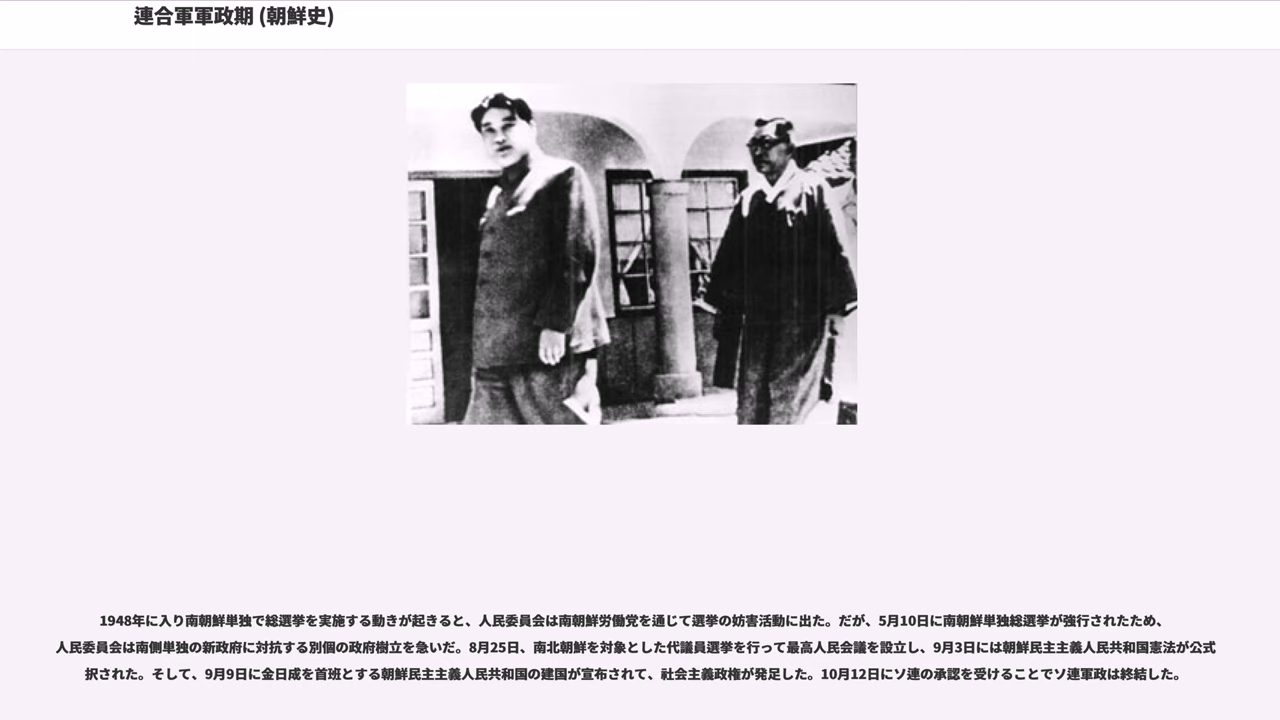 連合軍軍政期 (朝鮮史)
1948年に入り南朝鮮単独で総選挙を実施する動きが起きると、人民委員会は南朝鮮労働党を通じて選挙の妨害活動に出た。だが、5月10日に南朝鮮単独総選挙が強行されたため、
人民委員会は南側単独の新政府に対抗する別個の政府樹立を急いだ。8月25日、南北朝鮮を対象とした代議員選挙を行って最高人民会議を設立し、9月3日には朝鮮民主主義人民共和国憲法が公式
択された。そして、9月9日に金日成を首班とする朝鮮民主主義人民共和国の建国が宣布されて、社会主義政権が発足した。10月12日にソ連の承認を受けることでソ連軍政は終結した。